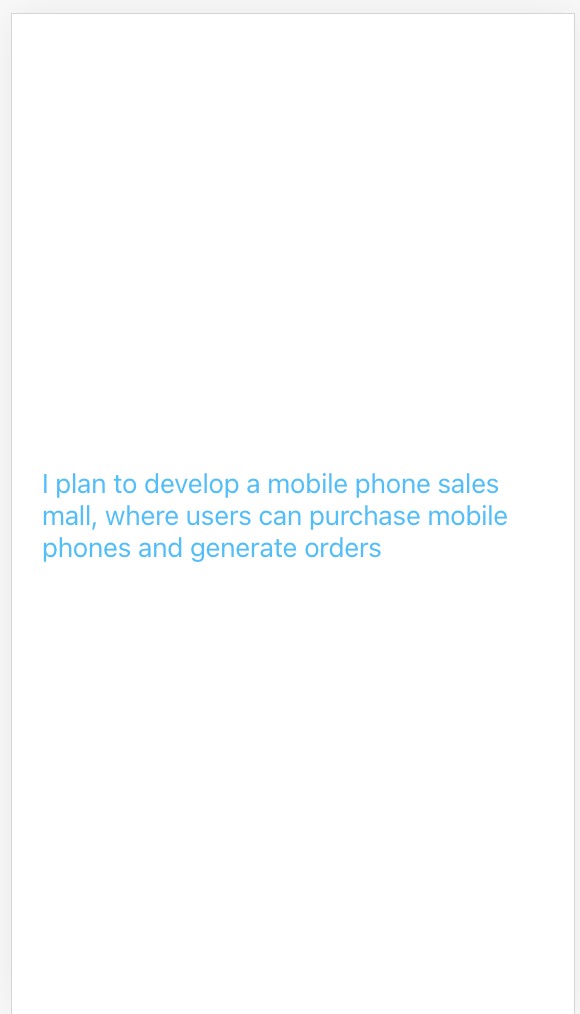 I plan to develop a mobile phone sales
mall, where users can purchase mobile
phones and generate orders